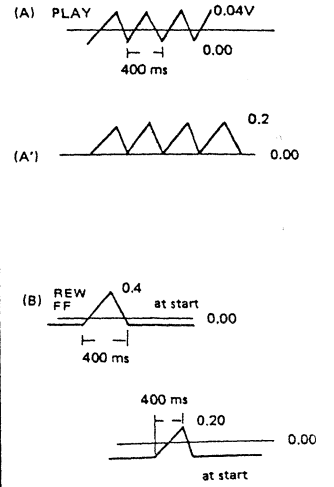 (A) PLAY 0.04V
0.00
400 ms
0.2
(A') 0.00
(B) REW 0.4 at start
FF 0.00
400 ms
400 ms
0.20
0.00
at start